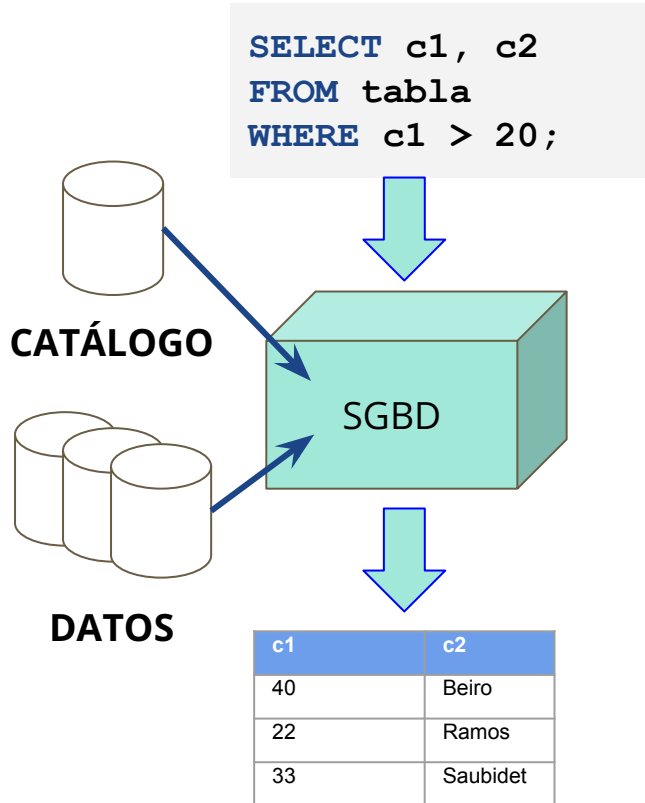 SELECT c1, c2
FROM tabla
WHERE c1 > 20;
CATÁLOGO
SGBD
DATOS
c1 c2
40 Beiro
22 Ramos
33 Saubidet